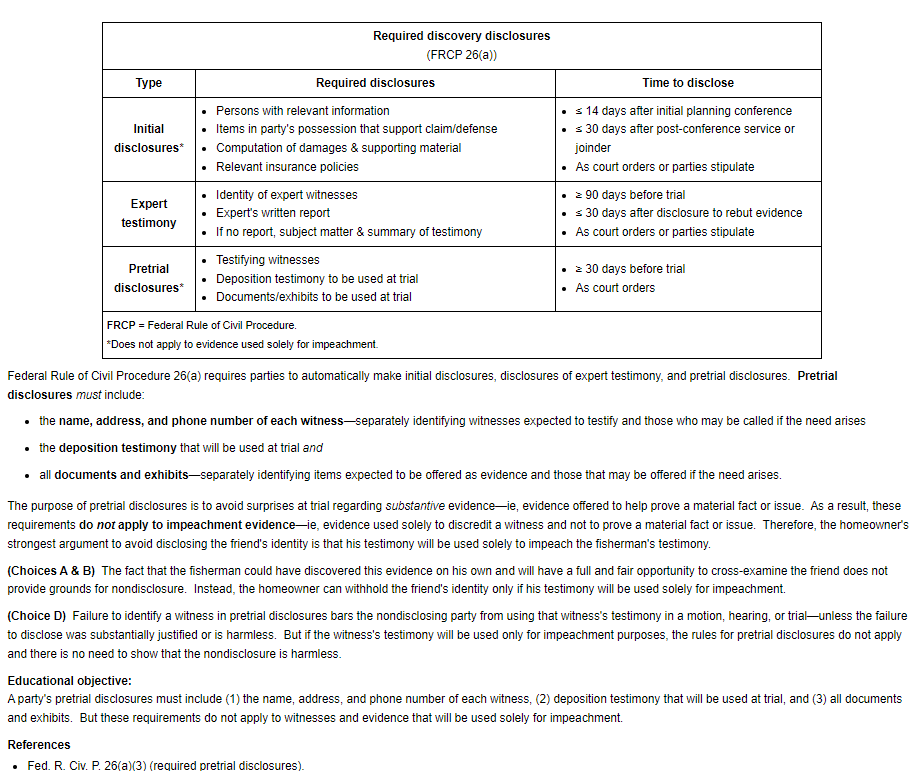 Required discovery disclosures
(FRCP 26(a))
Type Required disclosures Time to disclose
Initial
disclosures*
• Persons with relevant information
• Items in party's possession that support claim/defense
• Computation of damages & supporting material
• Relevant insurance policies
• ≤ 14 days after initial planning conference
• ≤ 30 days after post-conference service or
joinder
• As court orders or parties stipulate
Expert
testimony
• Identity of expert witnesses
• Expert's written report
• If no report, subject matter & summary of testimony
• ≥ 90 days before trial
• ≤ 30 days after disclosure to rebut evidence
• As court orders or parties stipulate
Pretrial
disclosures*
• Testifying witnesses
• Deposition testimony to be used at trial
• Documents/exhibits to be used at trial
• ≥ 30 days before trial
• As court orders
FRCP = Federal Rule of Civil Procedure.
*Does not apply to evidence used solely for impeachment.
Federal Rule of Civil Procedure 26(a) requires parties to automatically make initial disclosures, disclosures of expert testimony, and pretrial disclosures. Pretrial
disclosures must include:
• the name, address, and phone number of each witness—separately identifying witnesses expected to testify and those who may be called if the need arises
• the deposition testimony that will be used at trial and
• all documents and exhibits—separately identifying items expected to be offered as evidence and those that may be offered if the need arises.
The purpose of pretrial disclosures is to avoid surprises at trial regarding substantive evidence—ie, evidence offered to help prove a material fact or issue. As a result, these
requirements do not apply to impeachment evidence—ie, evidence used solely to discredit a witness and not to prove a material fact or issue. Therefore, the homeowner's
strongest argument to avoid disclosing the friend's identity is that his testimony will be used solely to impeach the fisherman's testimony.
(Choices A & B) The fact that the fisherman could have discovered this evidence on his own and will have a full and fair opportunity to cross-examine the friend does not
provide grounds for nondisclosure. Instead, the homeowner can withhold the friend's identity only if his testimony will be used solely for impeachment.
(Choice D) Failure to identify a witness in pretrial disclosures bars the nondisclosing party from using that witness's testimony in a motion, hearing, or trial—unless the failure
to disclose was substantially justified or is harmless. But if the witness's testimony will be used only for impeachment purposes, the rules for pretrial disclosures do not apply
and there is no need to show that the nondisclosure is harmless.
Educational objective:
A party's pretrial disclosures must include (1) the name, address, and phone number of each witness, (2) deposition testimony that will be used at trial, and (3) all documents
and exhibits. But these requirements do not apply to witnesses and evidence that will be used solely for impeachment.
References
• Fed. R. Civ. P. 26(a)(3) (required pretrial disclosures).